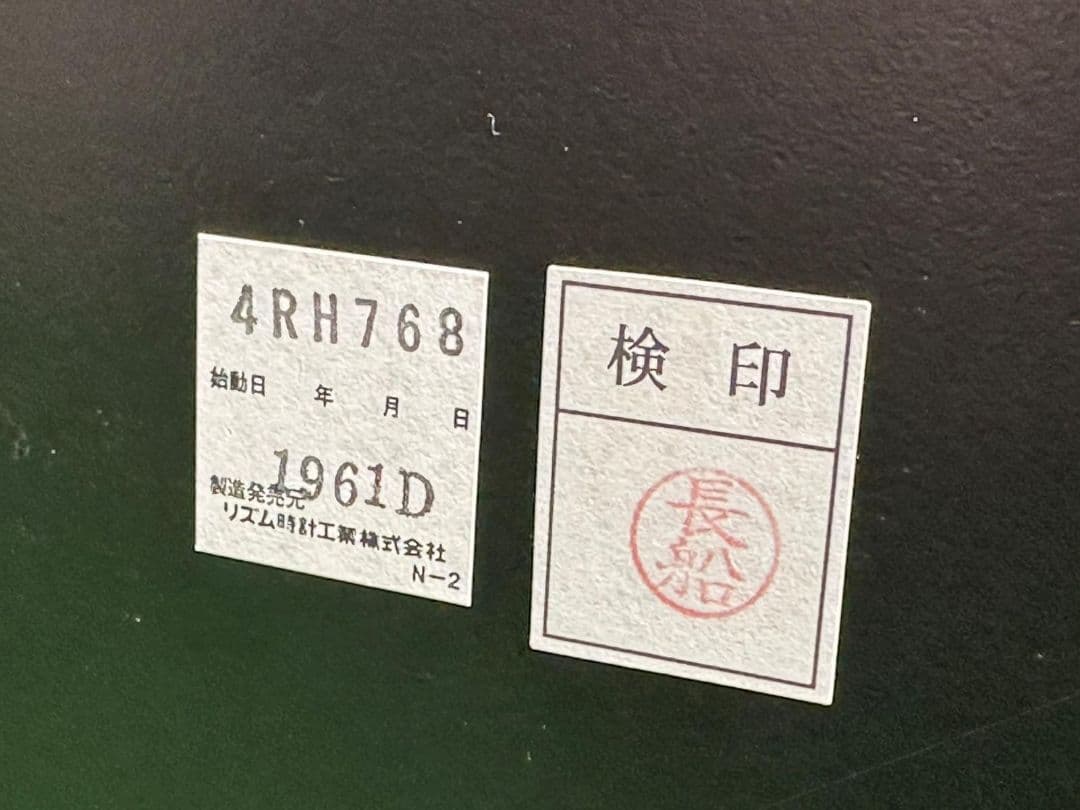 4RH768
始動日 年 月 日
1961D
製造発売元
リズム時計工業株式会社
N-2
検 印
長船